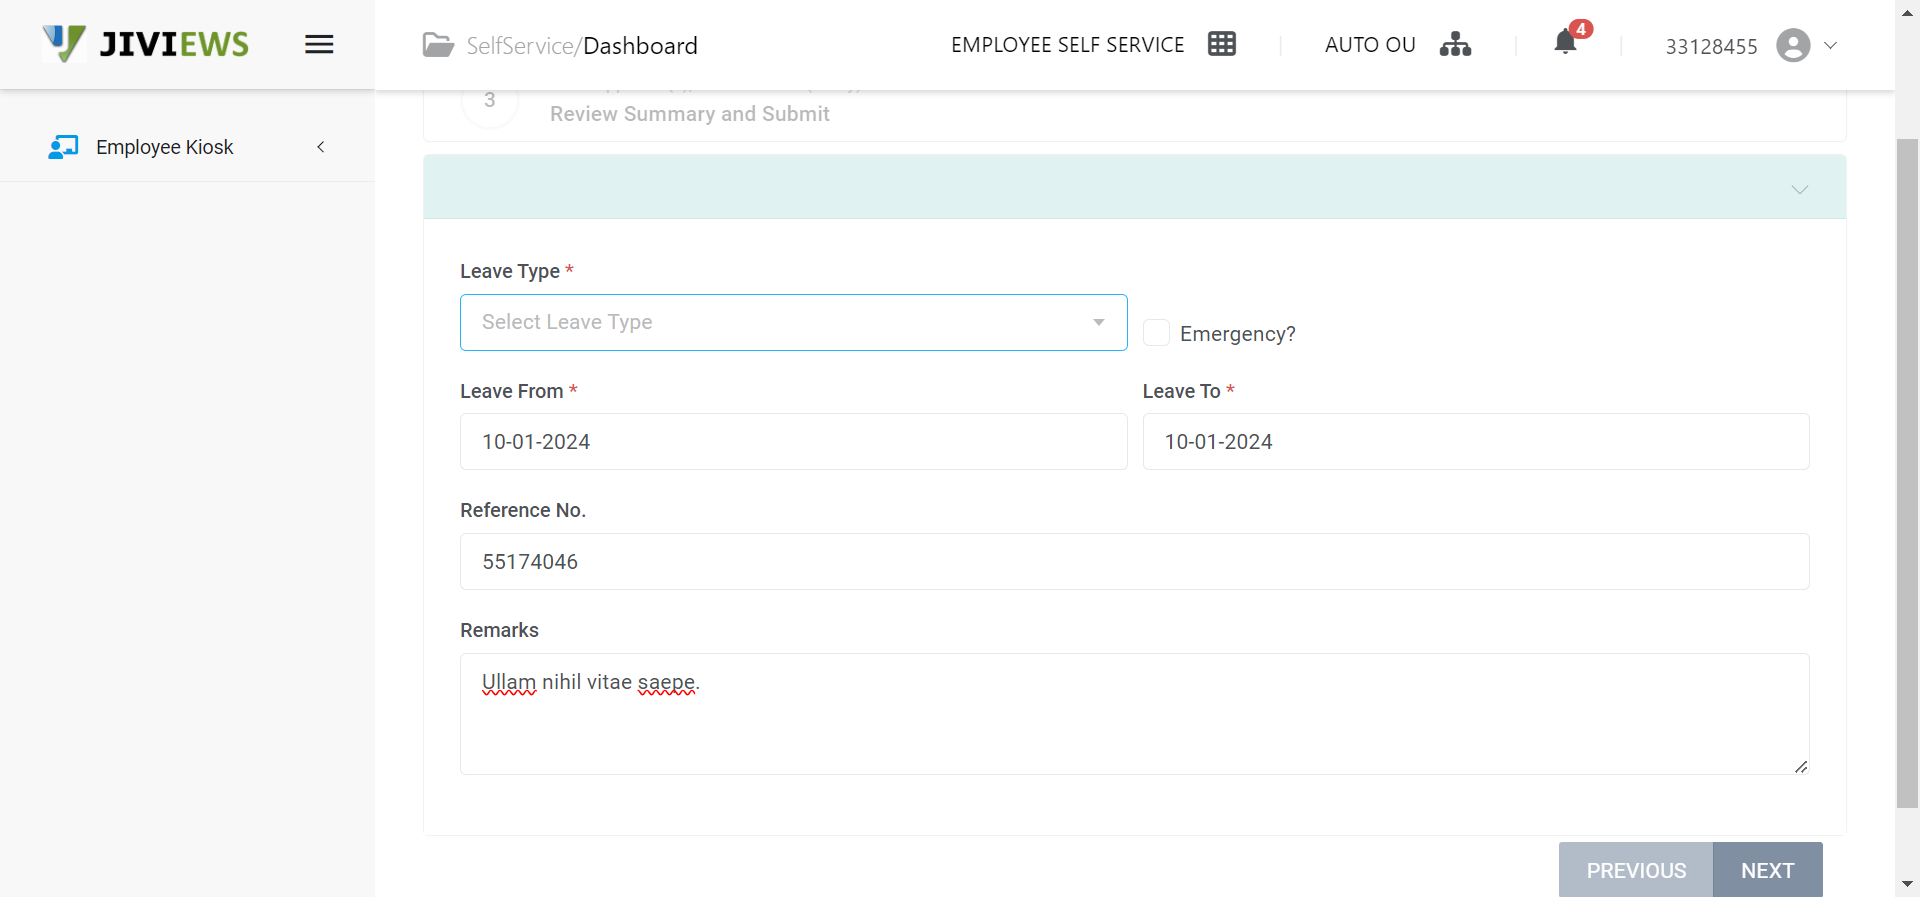 JIVIEWS
SelfService/Dashboard
EMPLOYEE SELF SERVICE
AUTO OU
4
33128455
Employee Kiosk
3
Review Summary and Submit
Leave Type *
Select Leave Type
Emergency?
Leave From *
Leave To *
10-01-2024
10-01-2024
Reference No.
55174046
Remarks
Ullam nihil vitae saepe.
PREVIOUS
NEXT